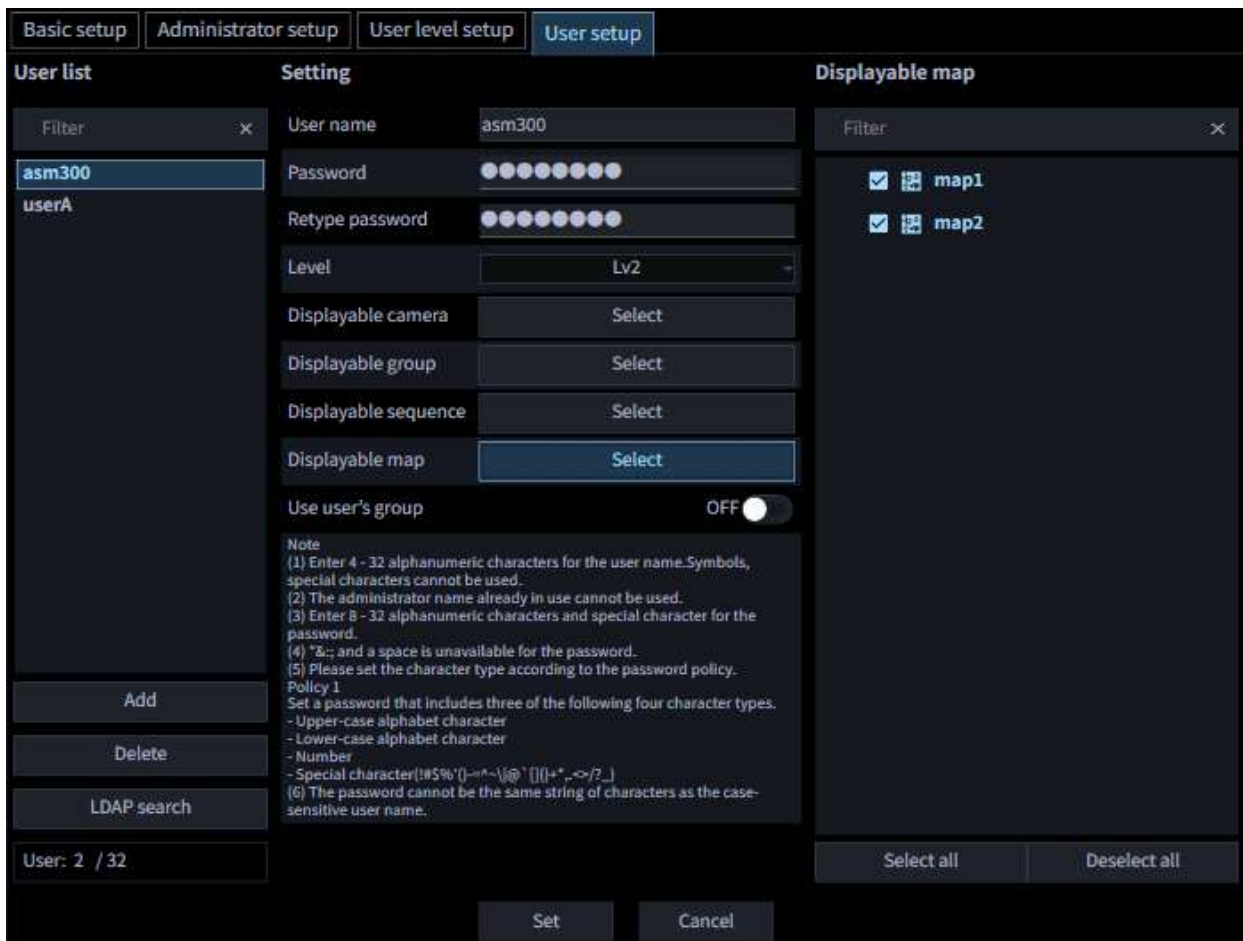 Basic setup
Administrator setup
User level setup
User setup
User list
Setting
Displayable map
Filter ×
User name asm300
Filter ×
asm300
userA
Password ●●●●●●●●
Retype password ●●●●●●●●
Level Lv2
Displayable camera Select
Displayable group Select
Displayable sequence Select
Displayable map Select
Use user's group OFF
map1
map2
Note
(1) Enter 4 - 32 alphanumeric characters for the user name.Symbols,
special characters cannot be used.
(2) The administrator name already in use cannot be used.
(3) Enter 8 - 32 alphanumeric characters and special character for the
password.
(4) "&:; and a space is unavailable for the password.
(5) Please set the character type according to the password policy.
Policy 1
Set a password that includes three of the following four character types.
- Upper-case alphabet character
- Lower-case alphabet character
- Number
- Special character
(6) The password cannot be the same string of characters as the case-
sensitive user name.
Add
Delete
LDAP search
User: 2 / 32
Select all
Deselect all
Set
Cancel